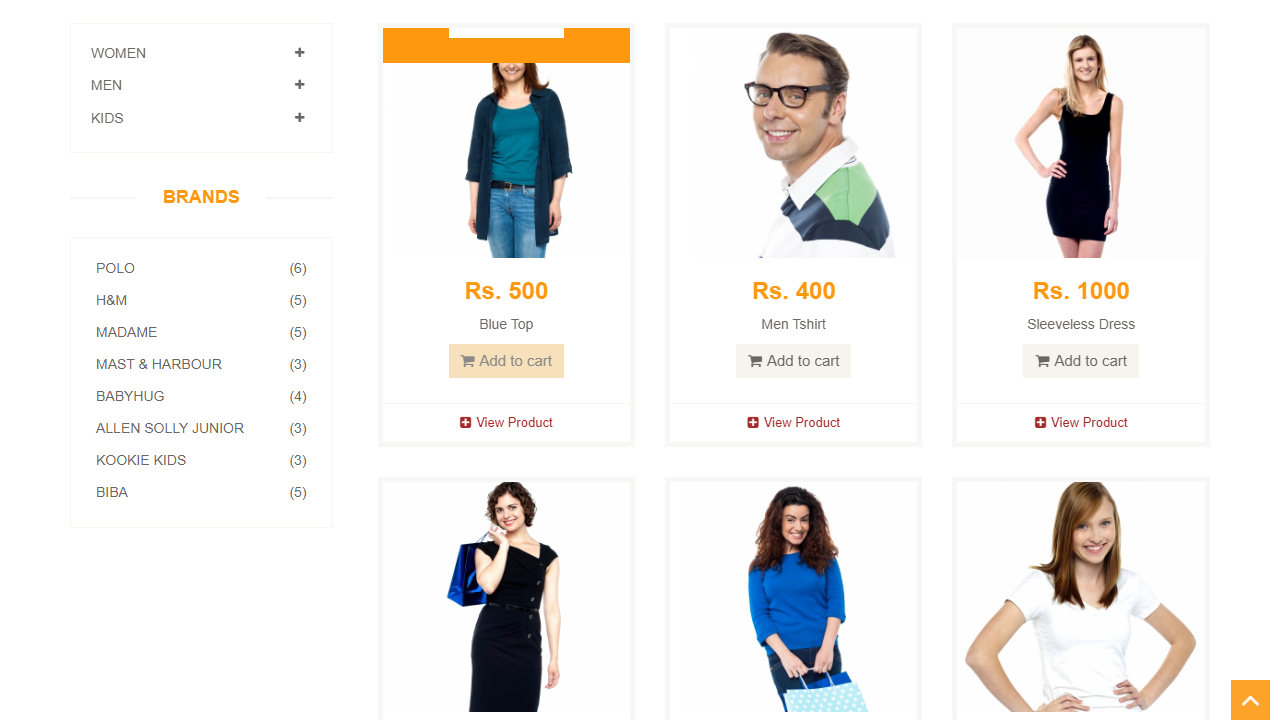 WOMEN
MEN
KIDS
BRANDS
POLO (6)
H&M (5)
MADAME (5)
MAST & HARBOUR (3)
BABYHUG (4)
ALLEN SOLLY JUNIOR (3)
KOOKIE KIDS (3)
BIBA (5)
Rs. 500
Blue Top
Add to cart
View Product
Rs. 400
Men Tshirt
Add to cart
View Product
Rs. 1000
Sleeveless Dress
Add to cart
View Product